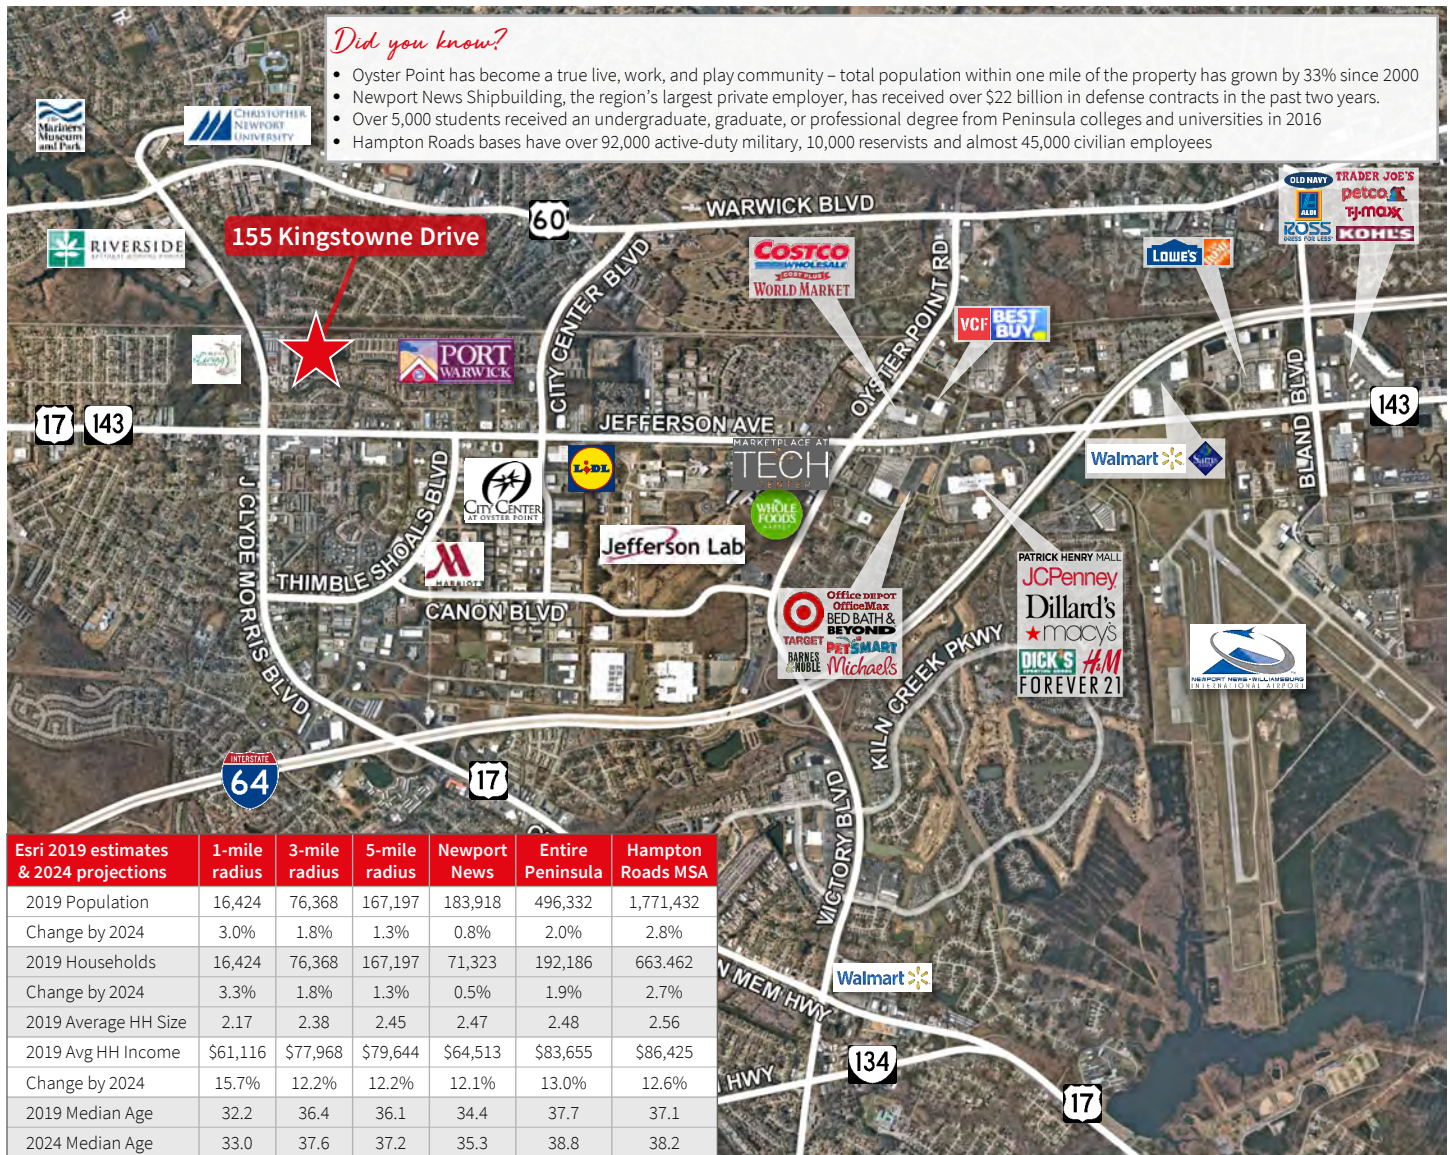 Did you know?
• Oyster Point has become a true live, work, and play community – total population within one mile of the property has grown by 33% since 2000
• Newport News Shipbuilding, the region's largest private employer, has received over $22 billion in defense contracts in the past two years.
• Over 5,000 students received an undergraduate, graduate, or professional degree from Peninsula colleges and universities in 2016
• Hampton Roads bases have over 92,000 active-duty military, 10,000 reservists and almost 45,000 civilian employees
The Mariners' Museum and Park
CHRISTOPHER NEWPORT UNIVERSITY
OLD NAVY
TRADER JOE'S
ALDI
petco
T·J·maxx
ROSS
DRESS FOR LESS
KOHL'S
60
WARWICK BLVD
155 Kingstowne Drive
RIVERSIDE
COSTCO
WHOLESALE
COST PLUS
WORLD MARKET
LOWE'S
CITY CENTER BLVD
OYSTER POINT RD
VCF
BEST BUY
PORT WARWICK
17
143
JEFFERSON AVE
BLAND BLVD
143
MARKETPLACE AT
TECH
CENTER
LIDL
CITY CENTER
AT OYSTER POINT
Walmart
WHOLE
FOODS
MARKET
Jefferson Lab
J CLYDE MORRIS BLVD
THIMBLE SHOALS BLVD
MARRIOTT
CANON BLVD
PATRICK HENRY MALL
JCPenney
Dillard's
macy's
DICK'S
SPORTING GOODS
H&M
FOREVER 21
TARGET
Office DEPOT
OfficeMax
BED BATH &
BEYOND
BARNES
&NOBLE
PETSMART
Michaels
KILN CREEK PKWY
NEWPORT NEWS · WILLIAMSBURG
INTERNATIONAL AIRPORT
INTERSTATE
64
17
VICTORY BLVD
Walmart
N MEM HWY
134
HWY
17
Esri 2019 estimates & 2024 projections 1-mile radius 3-mile radius 5-mile radius Newport News Entire Peninsula Hampton Roads MSA
2019 Population 16,424 76,368 167,197 183,918 496,332 1,771,432
Change by 2024 3.0% 1.8% 1.3% 0.8% 2.0% 2.8%
2019 Households 16,424 76,368 167,197 71,323 192,186 663.462
Change by 2024 3.3% 1.8% 1.3% 0.5% 1.9% 2.7%
2019 Average HH Size 2.17 2.38 2.45 2.47 2.48 2.56
2019 Avg HH Income $61,116 $77,968 $79,644 $64,513 $83,655 $86,425
Change by 2024 15.7% 12.2% 12.2% 12.1% 13.0% 12.6%
2019 Median Age 32.2 36.4 36.1 34.4 37.7 37.1
2024 Median Age 33.0 37.6 37.2 35.3 38.8 38.2